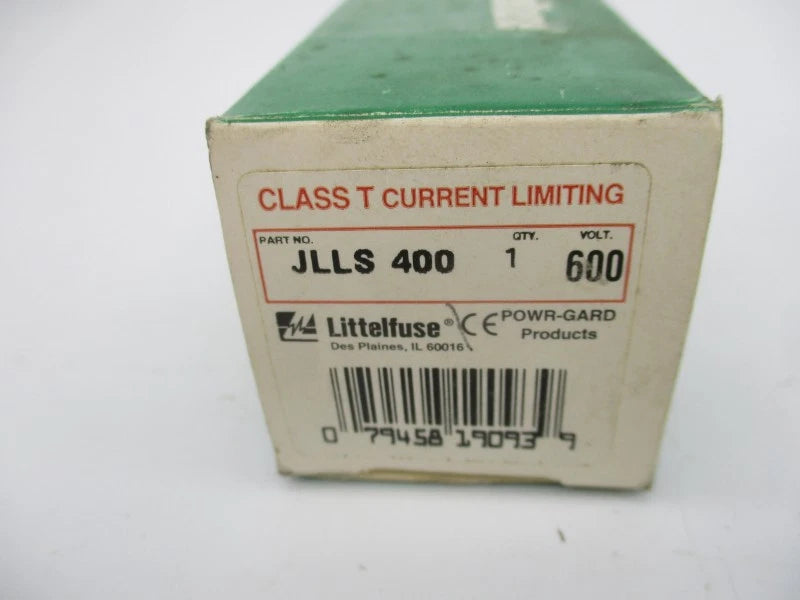 CLASS T CURRENT LIMITING
PART NO. QTY. VOLT.
JLLS 400 1 600
Littelfuse® CE POWR-GARD
Des Plaines, IL 60016 Products
0 79458 19093 9